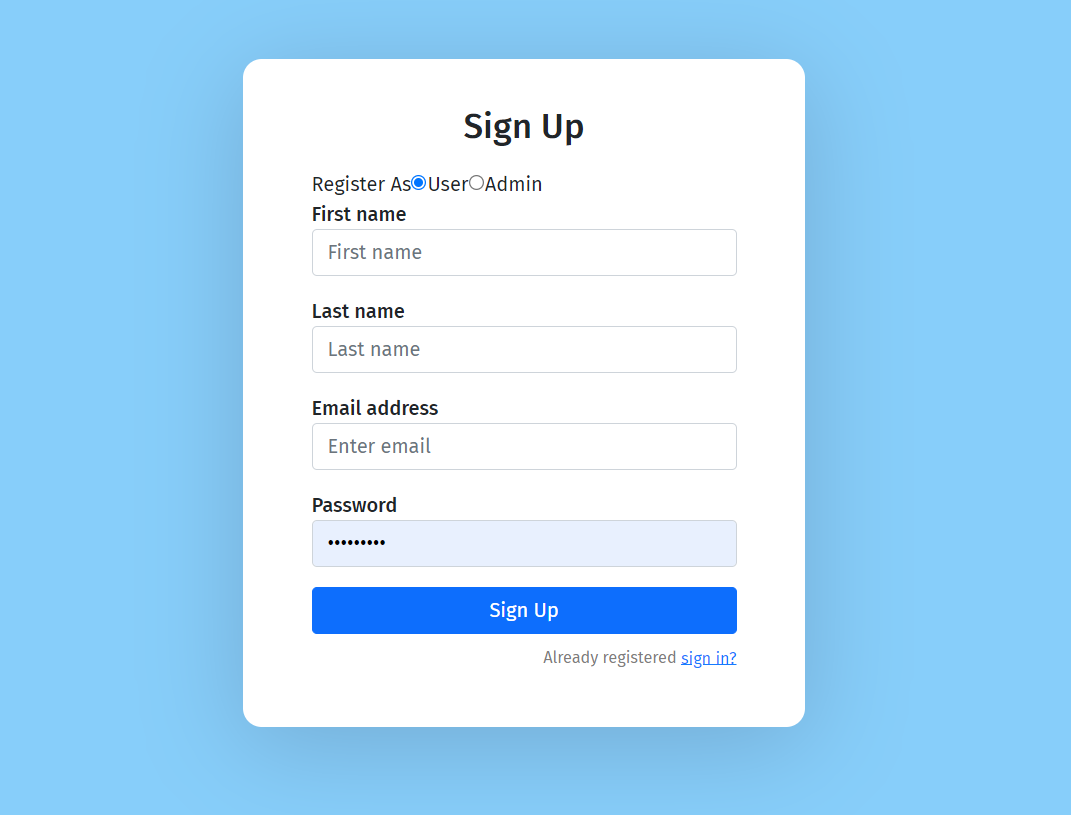 Sign Up
Register As User Admin
First name
First name
Last name
Last name
Email address
Enter email
Password
•••••••••
Sign Up
Already registered sign in?